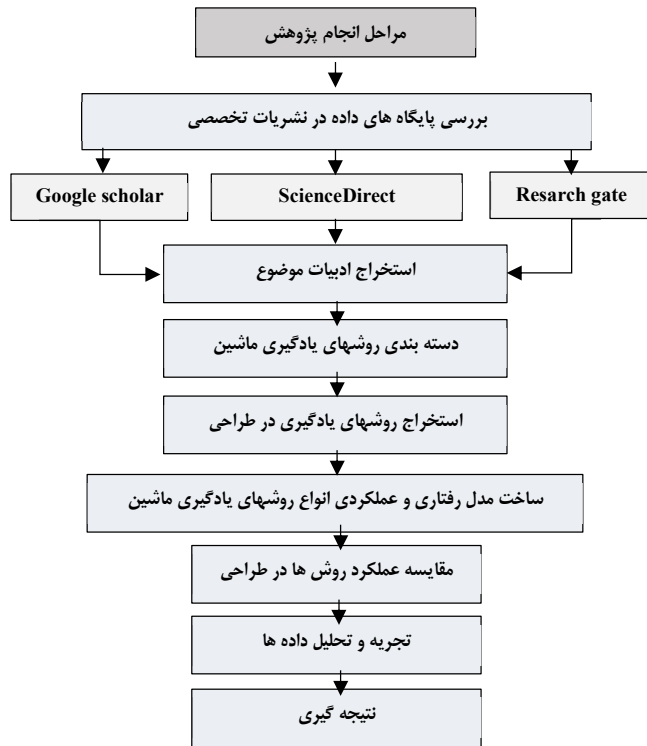 مراحل انجام پژوهش
بررسی پایگاه های داده در نشریات تخصصی
Google scholar
ScienceDirect
Resarch gate
استخراج ادبیات موضوع
دسته بندی روشهای یادگیری ماشین
استخراج روشهای یادگیری در طراحی
ساخت مدل رفتاری و عملکردی انواع روشهای یادگیری ماشین
مقایسه عملکرد روش ها در طراحی
تجریه و تحلیل داده ها
نتیجه گیری